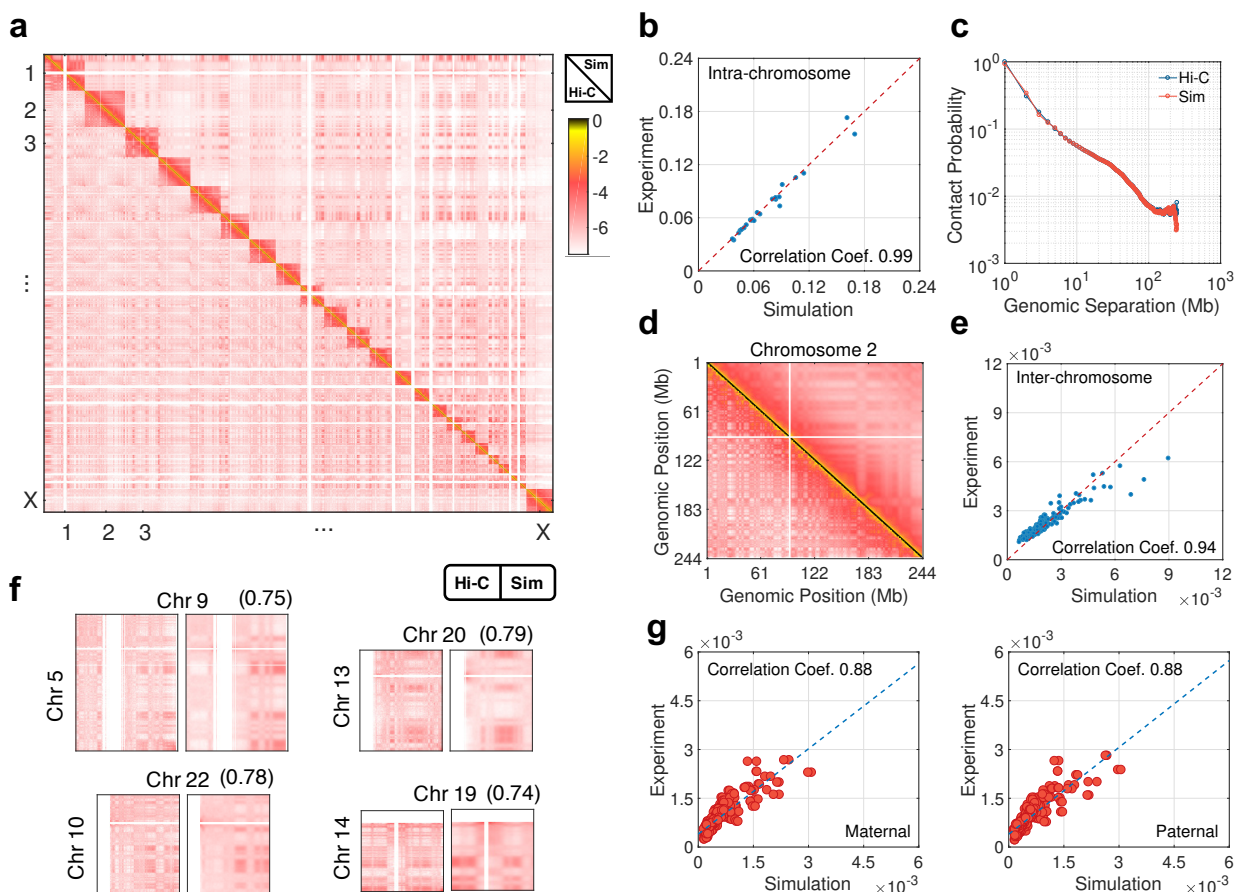 a
1
2
3
⋮
X
1
2
3
...
X
Sim
Hi-C
0
-2
-4
-6
b
0.24
0.18
0.12
0.06
0
Experiment
Intra-chromosome
Correlation Coef. 0.99
0
0.06
0.12
0.18
0.24
Simulation
c
10^0
10^-1
10^-2
10^-3
Contact Probability
Hi-C
Sim
10^0
10^1
10^2
10^3
Genomic Separation (Mb)
d
Chromosome 2
1
61
122
183
244
Genomic Position (Mb)
1
61
122
183
244
Genomic Position (Mb)
e
×10^-3
12
9
6
3
0
Experiment
Inter-chromosome
Correlation Coef. 0.94
0
3
6
9
12
Simulation
×10^-3
f
Hi-C
Sim
Chr 9 (0.75)
Chr 5
Chr 20 (0.79)
Chr 13
Chr 22 (0.78)
Chr 10
Chr 19 (0.74)
Chr 14
g
×10^-3
6
4.5
3
1.5
0
Experiment
Correlation Coef. 0.88
Maternal
0
1.5
3
4.5
6
Simulation
×10^-3
×10^-3
6
4.5
3
1.5
0
Experiment
Correlation Coef. 0.88
Paternal
0
1.5
3
4.5
6
Simulation
×10^-3